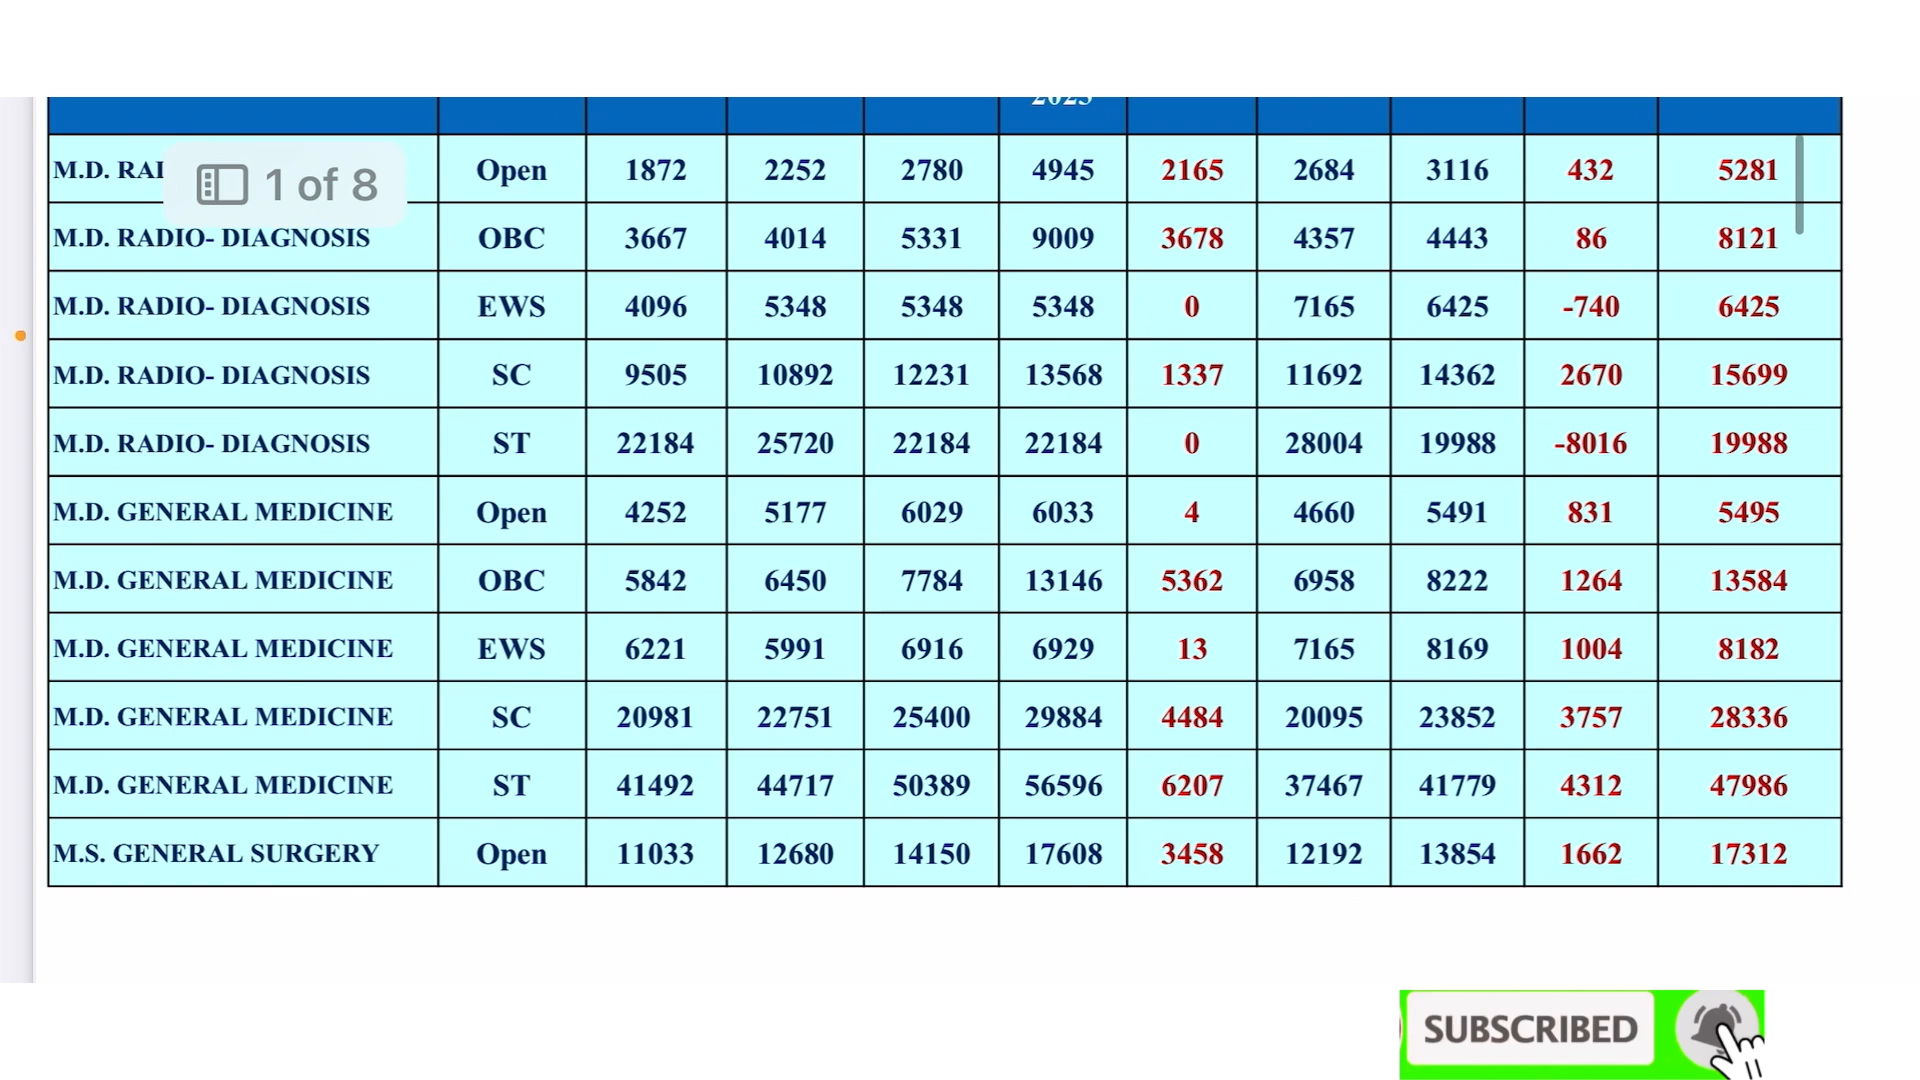 2023
M.D. RAI Open 1872 2252 2780 4945 2165 2684 3116 432 5281
1 of 8
M.D. RADIO- DIAGNOSIS OBC 3667 4014 5331 9009 3678 4357 4443 86 8121
M.D. RADIO- DIAGNOSIS EWS 4096 5348 5348 5348 0 7165 6425 -740 6425
M.D. RADIO- DIAGNOSIS SC 9505 10892 12231 13568 1337 11692 14362 2670 15699
M.D. RADIO- DIAGNOSIS ST 22184 25720 22184 22184 0 28004 19988 -8016 19988
M.D. GENERAL MEDICINE Open 4252 5177 6029 6033 4 4660 5491 831 5495
M.D. GENERAL MEDICINE OBC 5842 6450 7784 13146 5362 6958 8222 1264 13584
M.D. GENERAL MEDICINE EWS 6221 5991 6916 6929 13 7165 8169 1004 8182
M.D. GENERAL MEDICINE SC 20981 22751 25400 29884 4484 20095 23852 3757 28336
M.D. GENERAL MEDICINE ST 41492 44717 50389 56596 6207 37467 41779 4312 47986
M.S. GENERAL SURGERY Open 11033 12680 14150 17608 3458 12192 13854 1662 17312
SUBSCRIBED